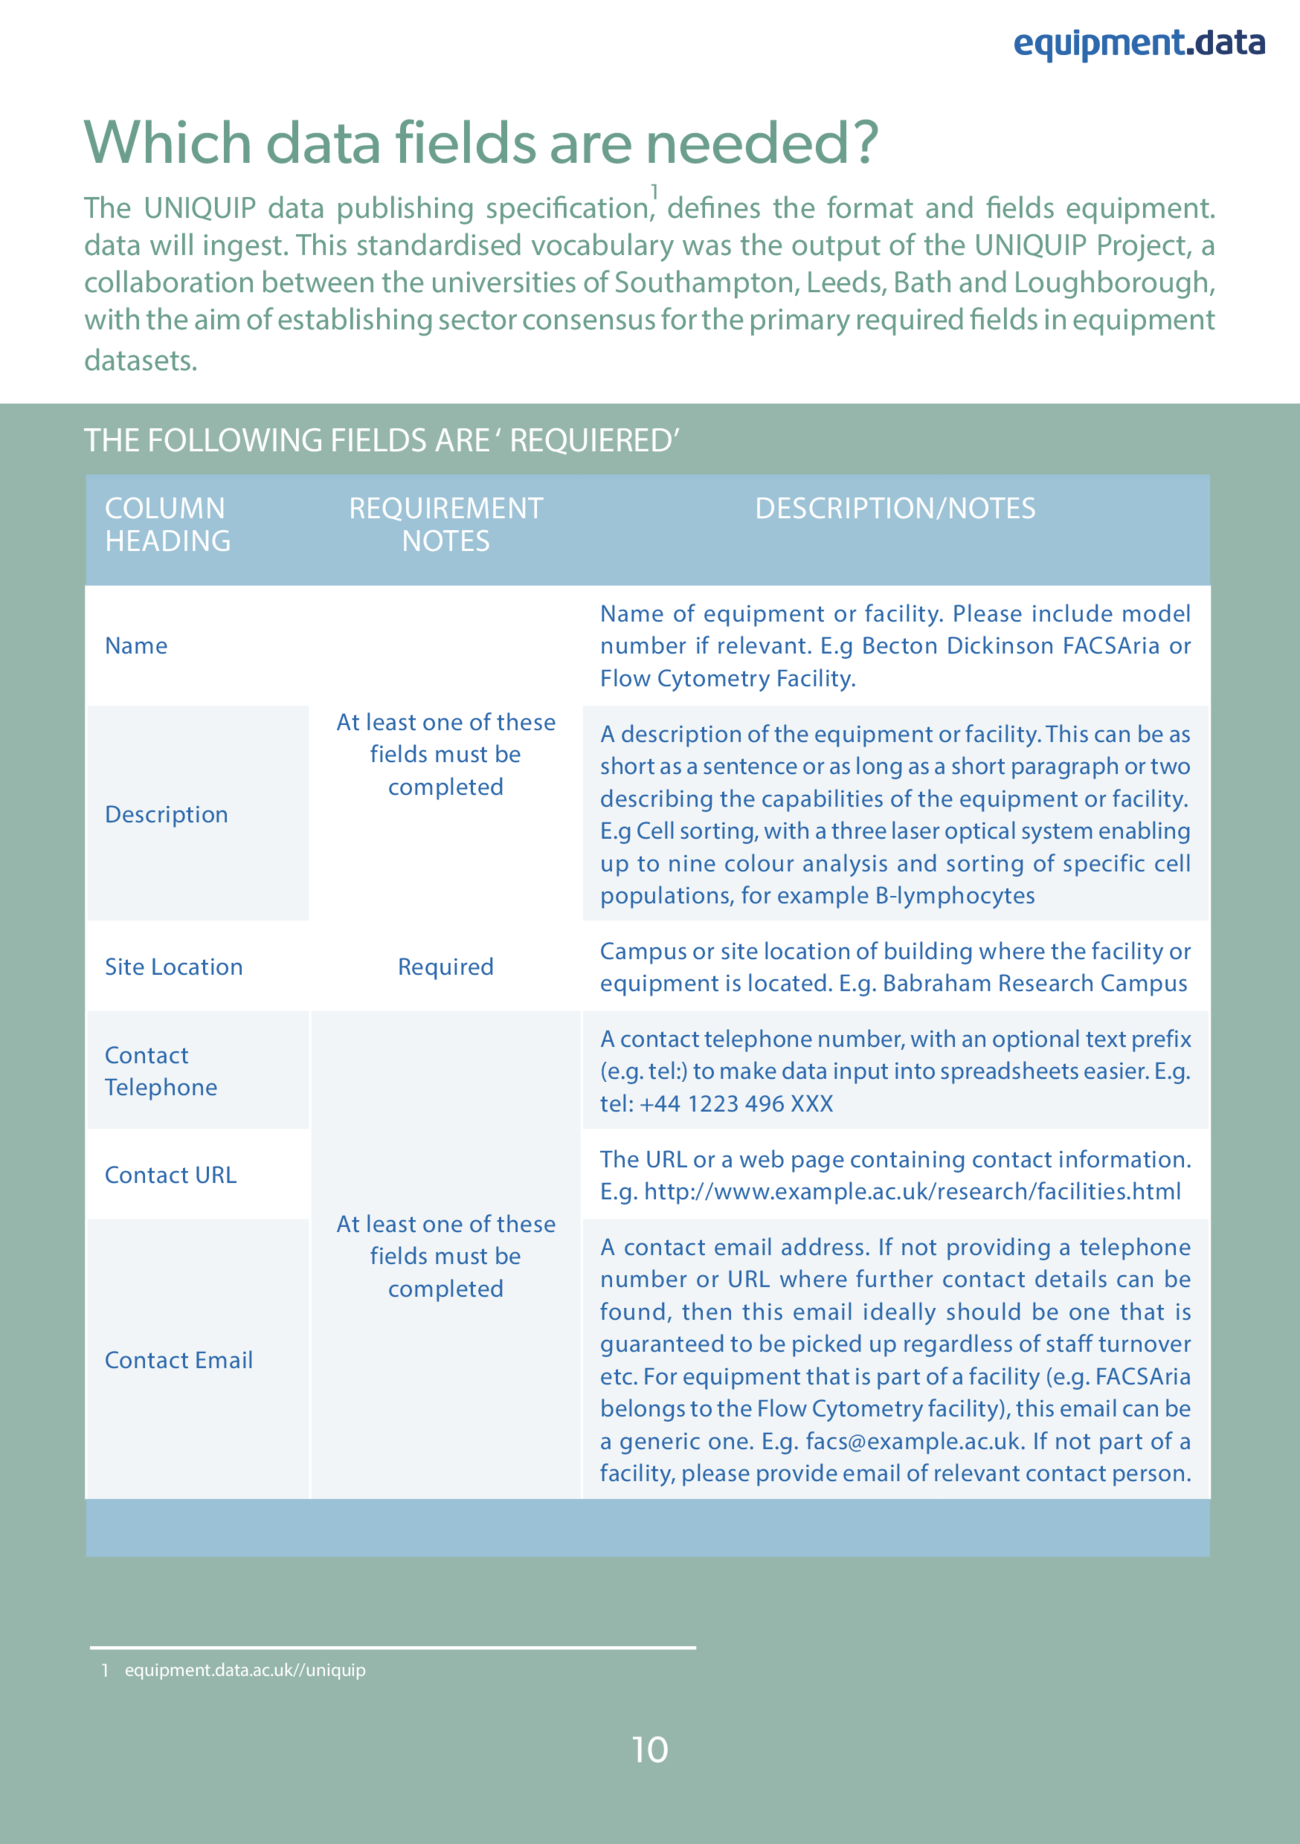 equipment.data
Which data fields are needed?
The UNIQUIP data publishing specification,1 defines the format and fields equipment.
data will ingest. This standardised vocabulary was the output of the UNIQUIP Project, a
collaboration between the universities of Southampton, Leeds, Bath and Loughborough,
with the aim of establishing sector consensus for the primary required fields in equipment
datasets.
THE FOLLOWING FIELDS ARE ‘ REQUIERED’
COLUMN
HEADING
REQUIREMENT
NOTES
DESCRIPTION/NOTES
Name
At least one of these
fields must be
completed
Name of equipment or facility. Please include model
number if relevant. E.g Becton Dickinson FACSAria or
Flow Cytometry Facility.
Description
A description of the equipment or facility. This can be as
short as a sentence or as long as a short paragraph or two
describing the capabilities of the equipment or facility.
E.g Cell sorting, with a three laser optical system enabling
up to nine colour analysis and sorting of specific cell
populations, for example B-lymphocytes
Site Location
Required
Campus or site location of building where the facility or
equipment is located. E.g. Babraham Research Campus
Contact
Telephone
At least one of these
fields must be
completed
A contact telephone number, with an optional text prefix
(e.g. tel:) to make data input into spreadsheets easier. E.g.
tel: +44 1223 496 XXX
Contact URL
The URL or a web page containing contact information.
E.g. http://www.example.ac.uk/research/facilities.html
Contact Email
A contact email address. If not providing a telephone
number or URL where further contact details can be
found, then this email ideally should be one that is
guaranteed to be picked up regardless of staff turnover
etc. For equipment that is part of a facility (e.g. FACSAria
belongs to the Flow Cytometry facility), this email can be
a generic one. E.g. facs@example.ac.uk. If not part of a
facility, please provide email of relevant contact person.
1 equipment.data.ac.uk//uniquip
10